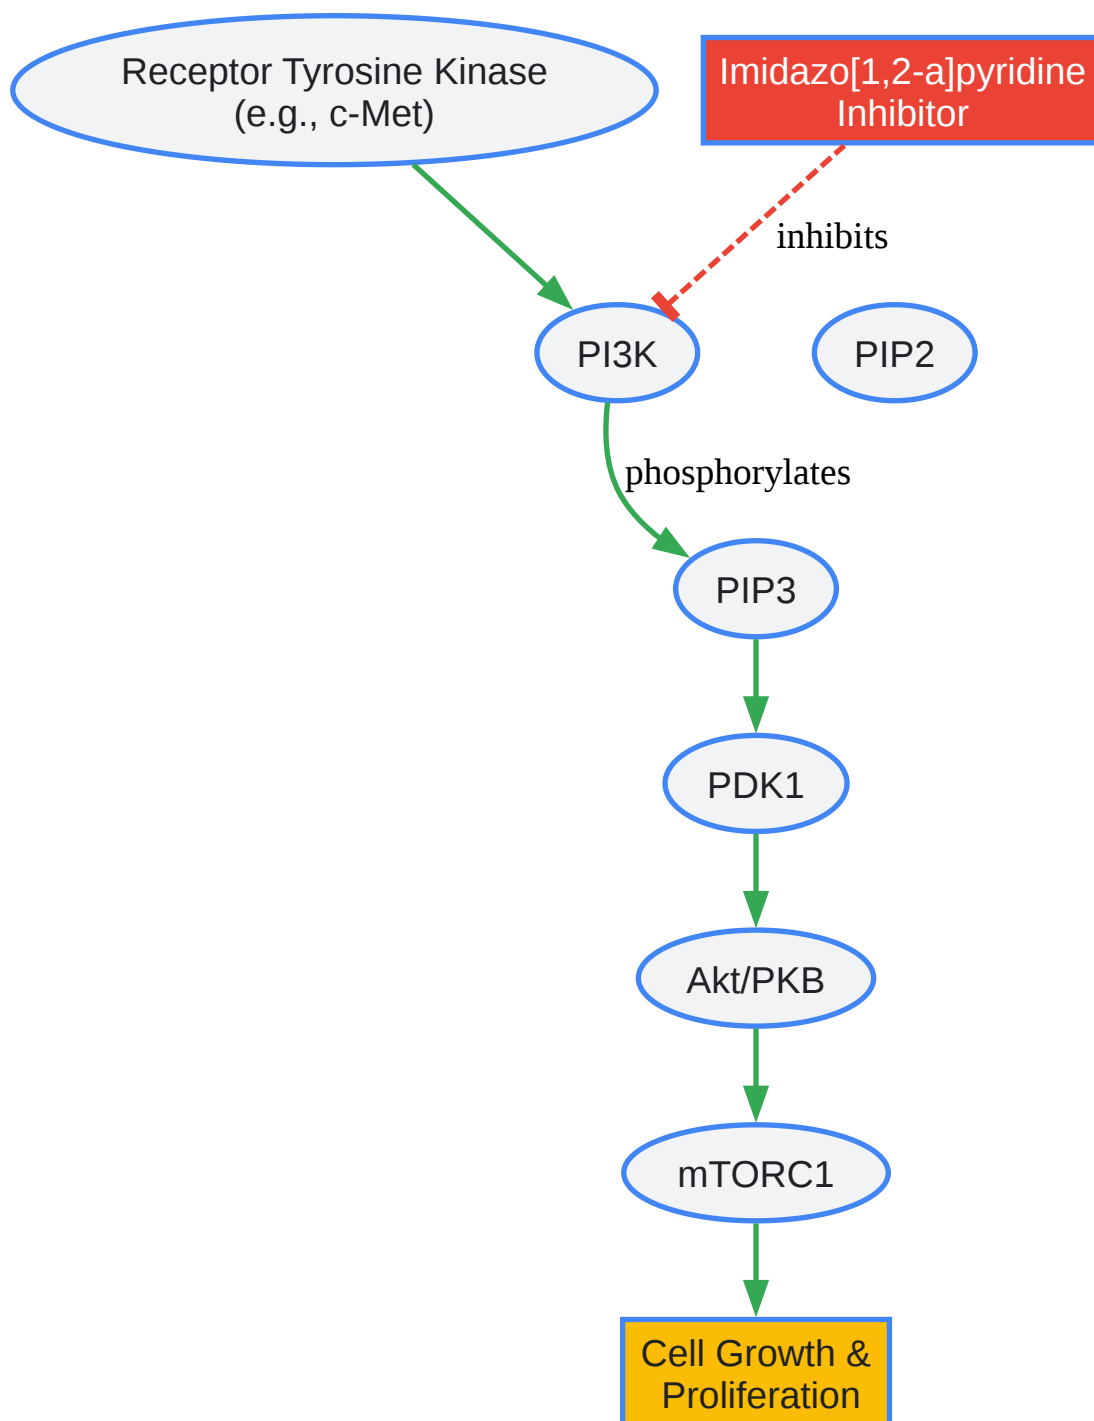 Receptor Tyrosine Kinase
(e.g., c-Met)
Imidazo[1,2-a]pyridine
Inhibitor
inhibits
PI3K
PIP2
phosphorylates
PIP3
PDK1
Akt/PKB
mTORC1
Cell Growth &
Proliferation